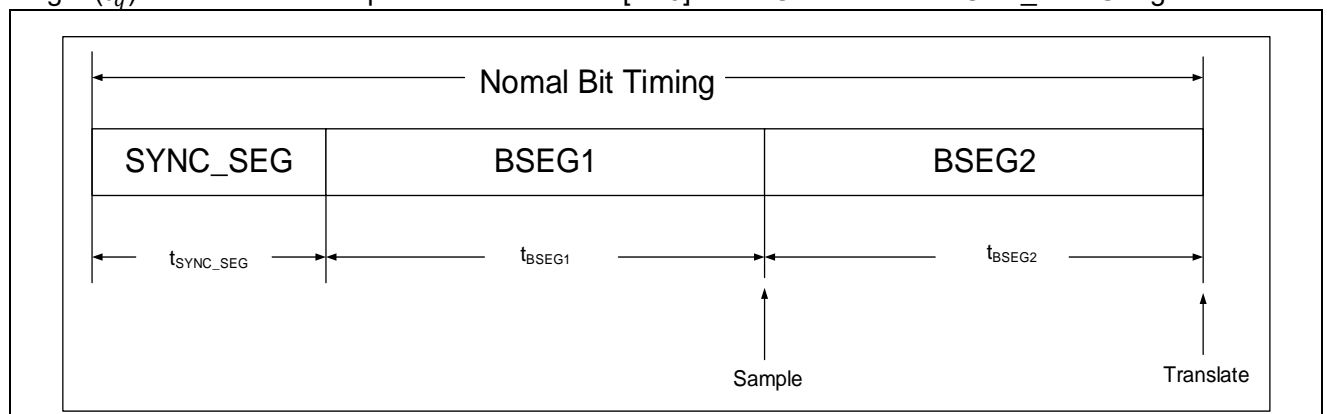 Nomal Bit Timing
SYNC_SEG BSEG1 BSEG2
tSYNC_SEG tBSEG1 tBSEG2
Sample
Translate